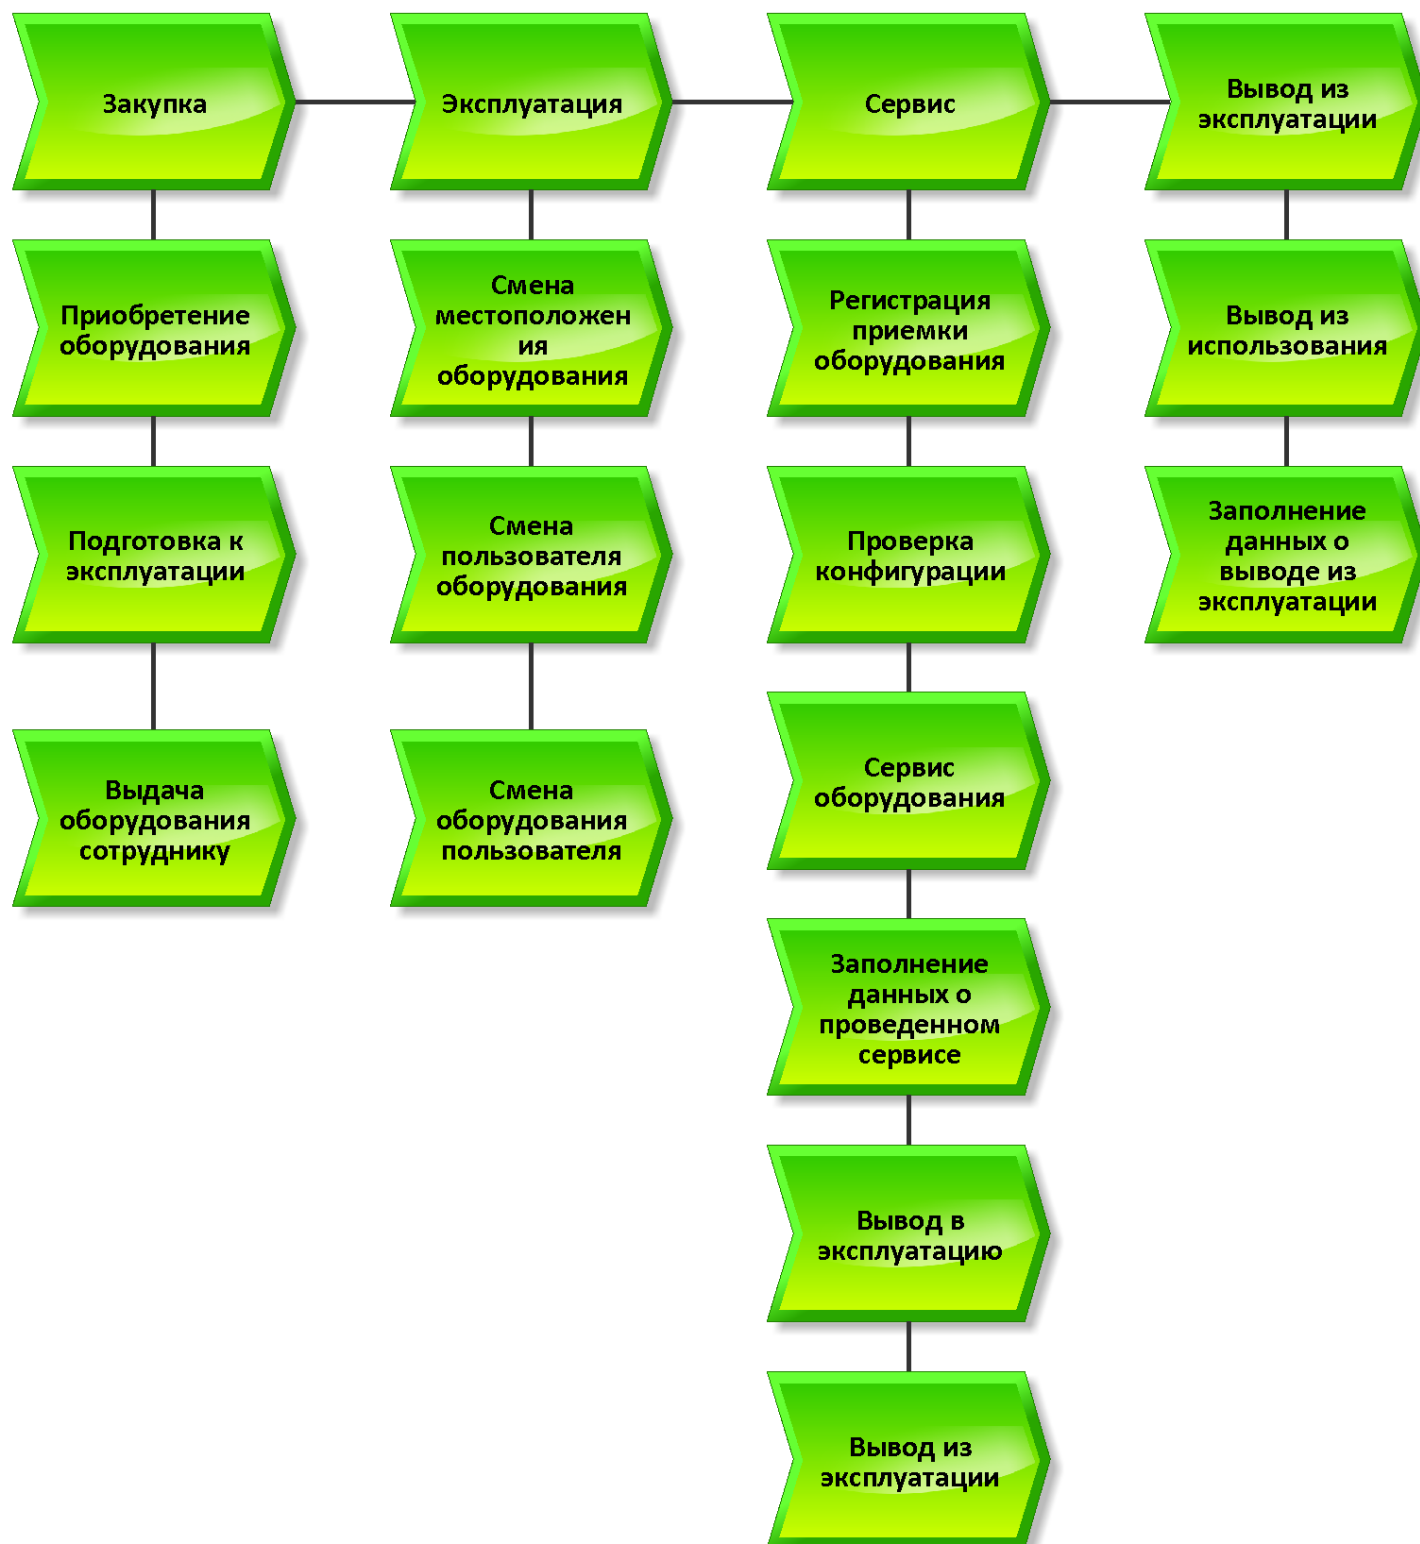 Закупка
Эксплуатация
Сервис
Вывод из
эксплуатации
Приобретение
оборудования
Смена
местоположен
ия
оборудования
Регистрация
приемки
оборудования
Вывод из
использования
Подготовка к
эксплуатации
Смена
пользователя
оборудования
Проверка
конфигурации
Заполнение
данных о
выводе из
эксплуатации
Выдача
оборудования
сотруднику
Смена
оборудования
пользователя
Сервис
оборудования
Заполнение
данных о
проведенном
сервисе
Вывод в
эксплуатацию
Вывод из
эксплуатации